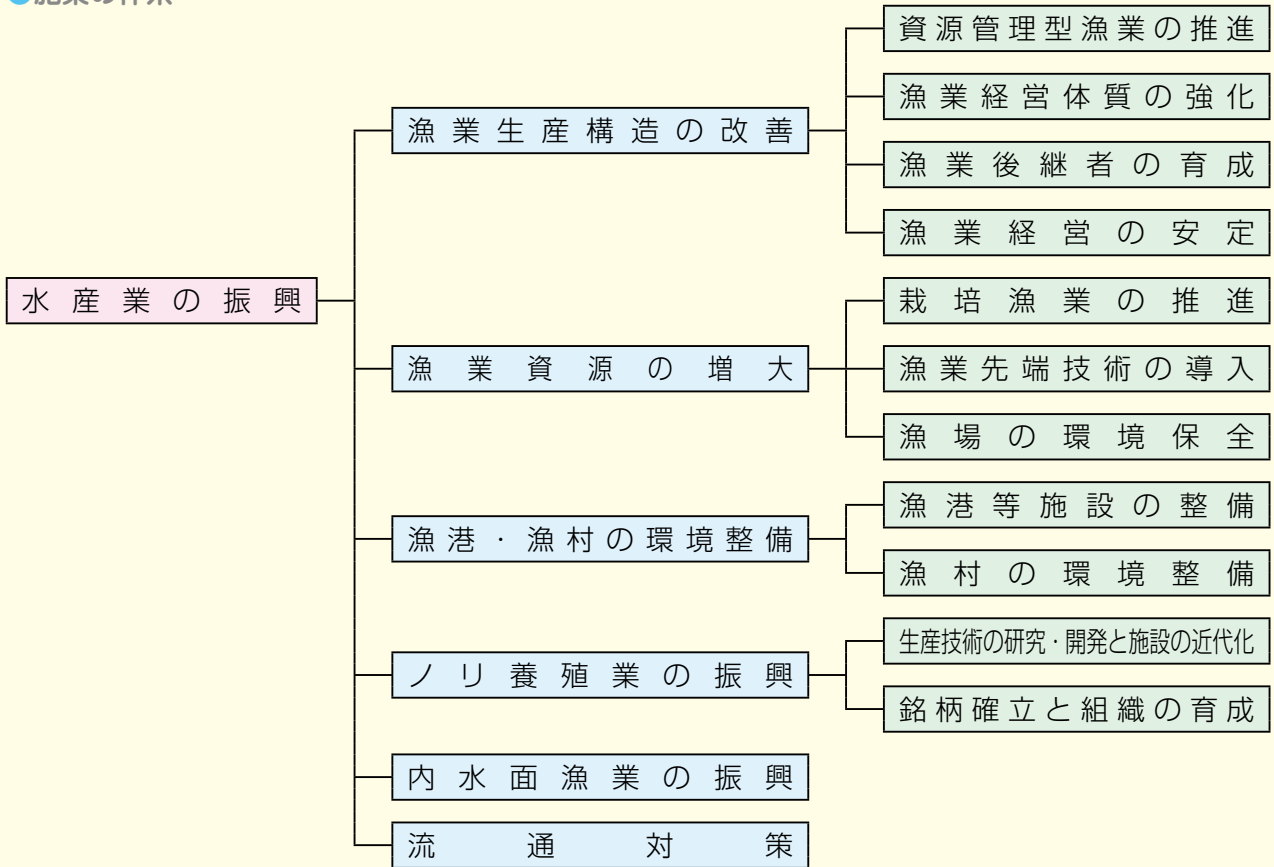 ●施策の体系
水産業の振興
漁業生産構造の改善
資源管理型漁業の推進
漁業経営体質の強化
漁業後継者の育成
漁業経営の安定
漁業資源の増大
栽培漁業の推進
漁業先端技術の導入
漁場の環境保全
漁港・漁村の環境整備
漁港等施設の整備
漁村の環境整備
ノリ養殖業の振興
生産技術の研究・開発と施設の近代化
銘柄確立と組織の育成
内水面漁業の振興
流通対策